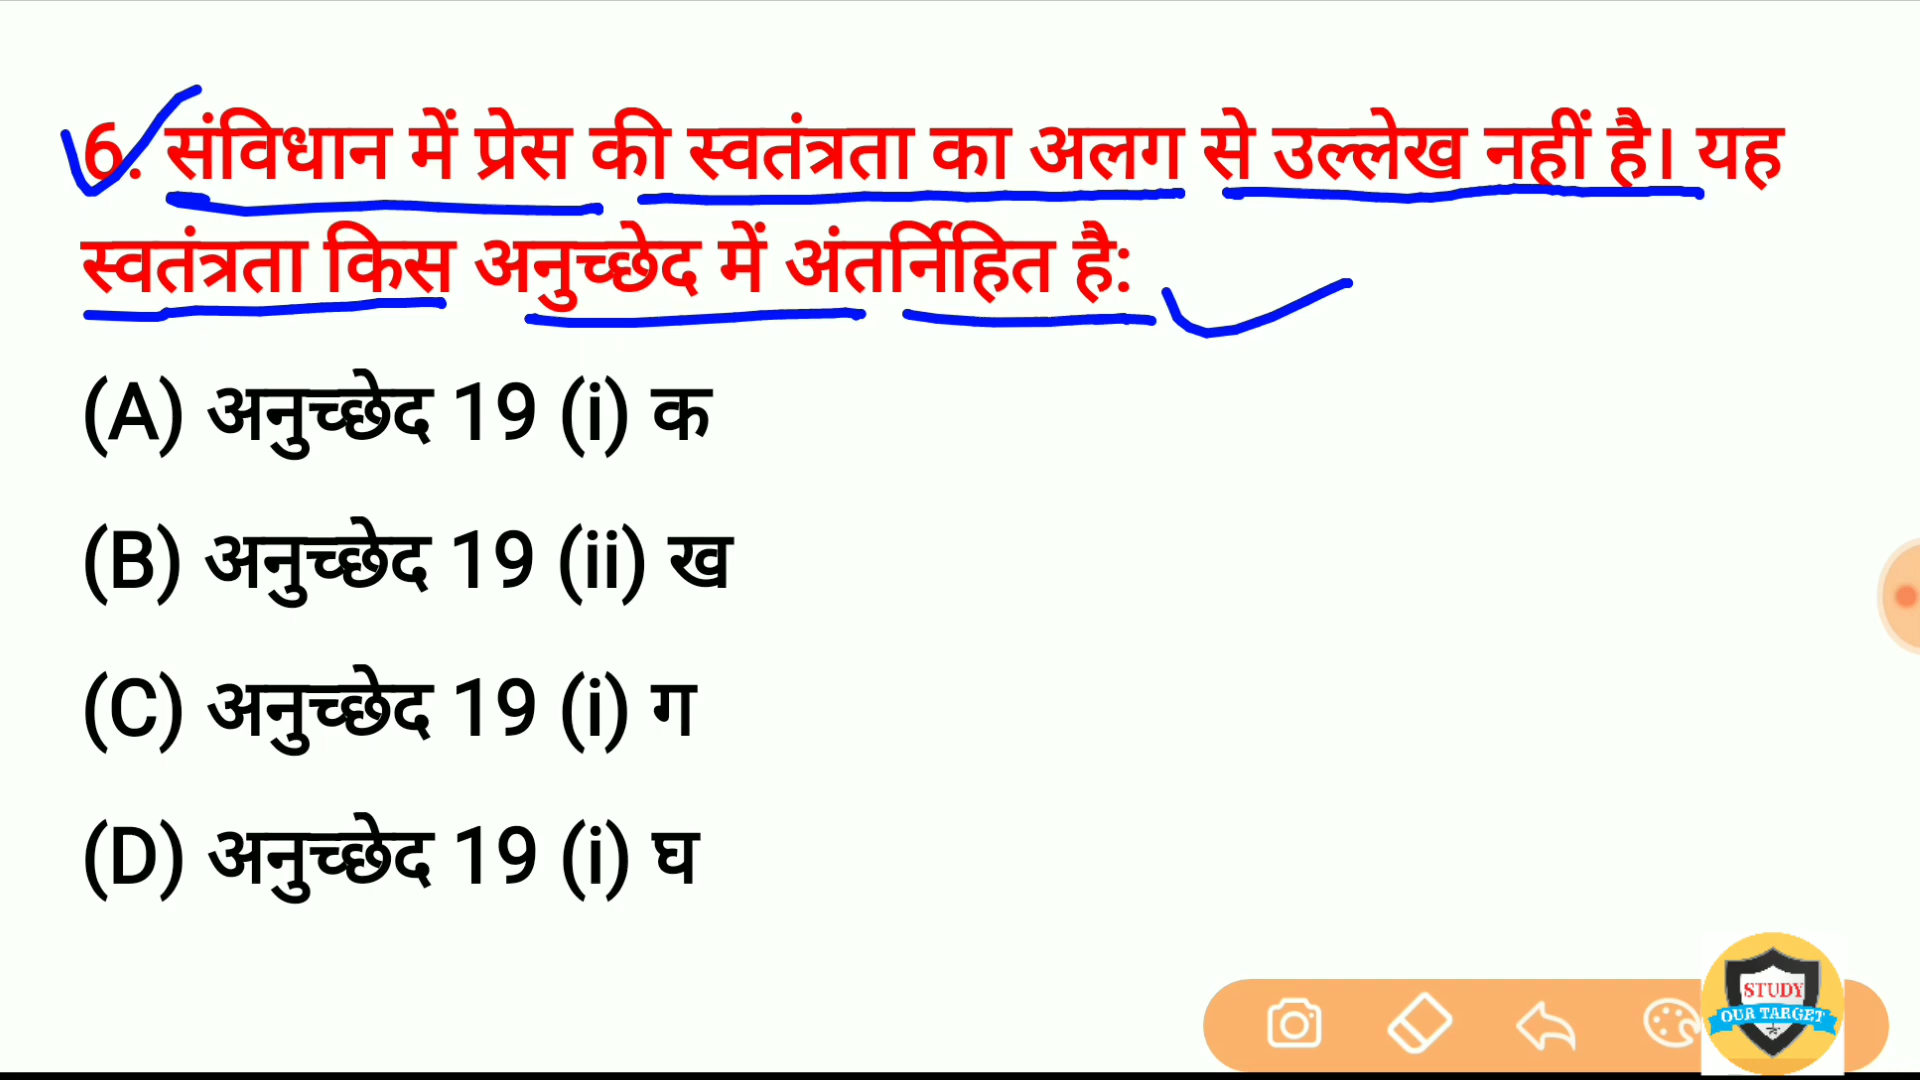 6. संविधान में प्रेस की स्वतंत्रता का अलग से उल्लेख नहीं है। यह
स्वतंत्रता किस अनुच्छेद में अंतर्निहित है:
(A) अनुच्छेद 19 (i) क
(B) अनुच्छेद 19 (ii) ख
(C) अनुच्छेद 19 (i) ग
(D) अनुच्छेद 19 (i) घ
STUDY
OUR TARGET